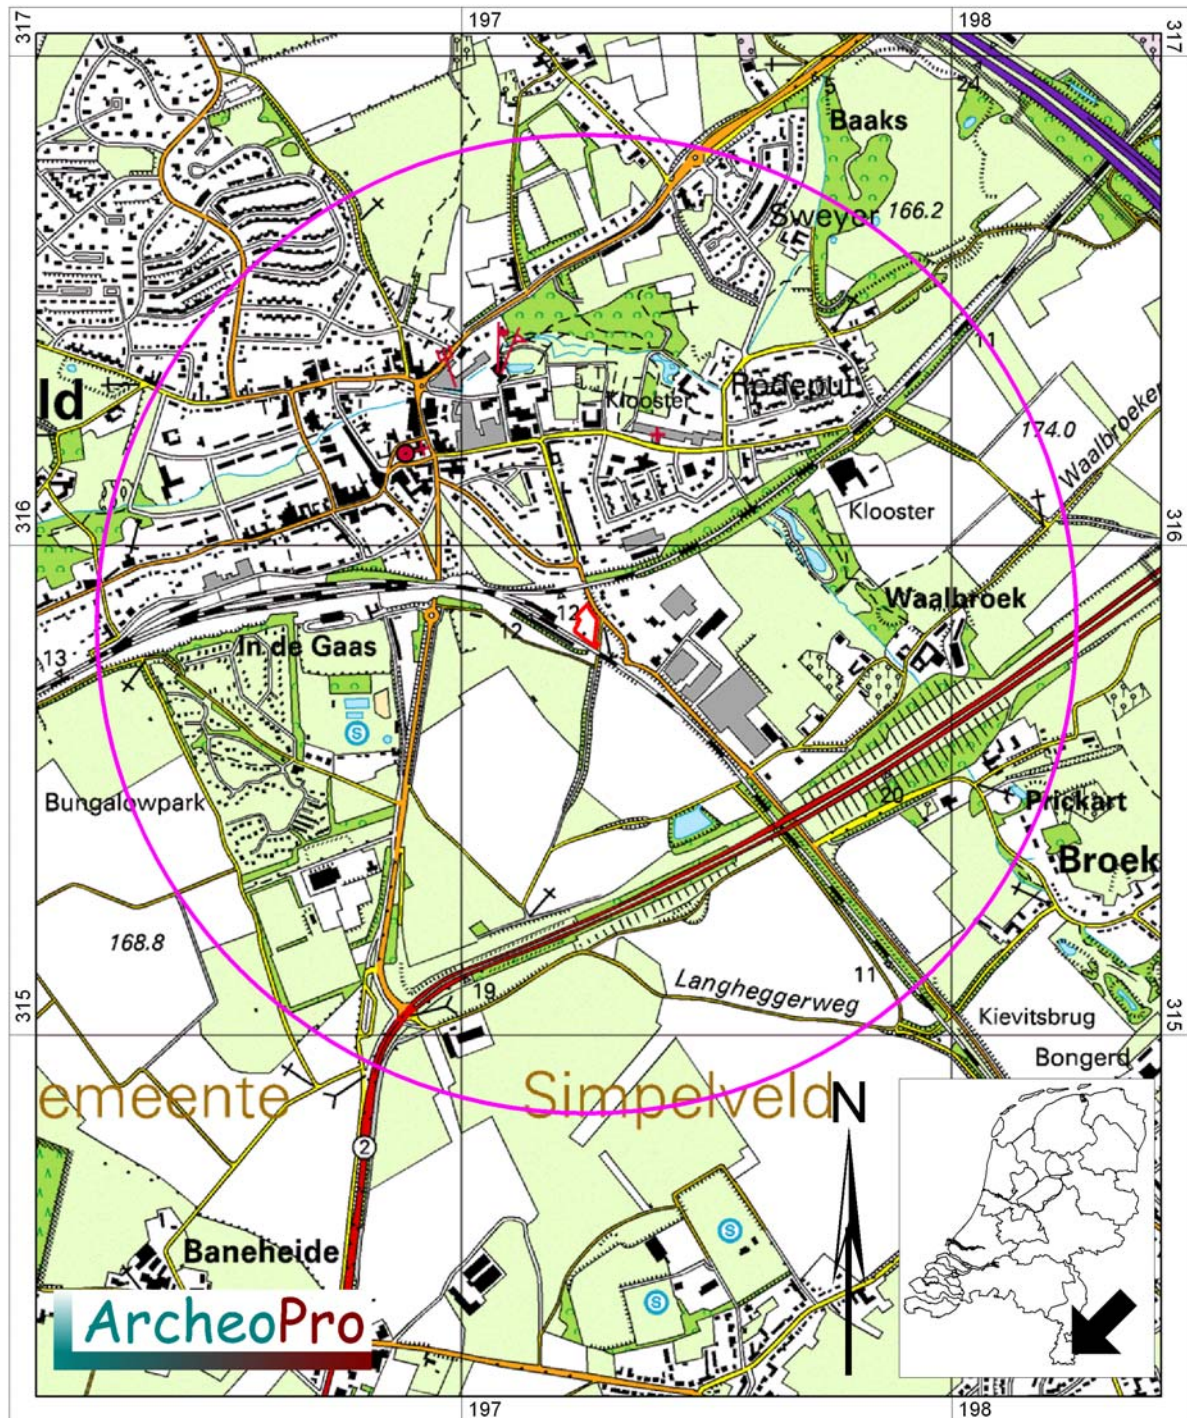 317
197
198
317
24
5
Baaks
Sweyer
166.2
11
ld
Klooster
Rodeput
174.0
Waalbroeker
Klooster
316
316
12
Waalbroek
12
In de Gaas
13
S
Bungalowpark
20
Prickart
Broek
168.8
11
Langheggerweg
19
Kievitsbrug
315
315
Bongerd
emeente
Simpelveld
N
2
S
Baneheide
S
ArcheoPro
197
198